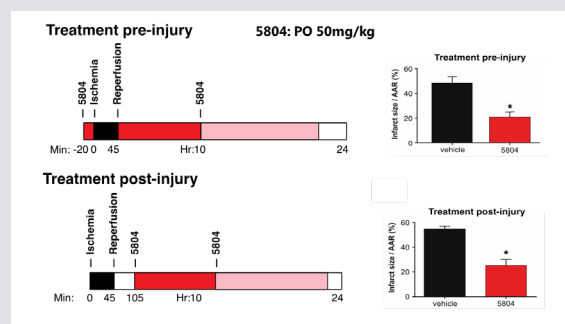 Treatment pre-injury
5804: PO 50mg/kg
5804
Ischemia
Reperfusion
5804
Min: -20 0 45 Hr:10 24
Treatment pre-injury
Infarct size / AAR (%)
60
40
20
0
*
vehicle 5804
Treatment post-injury
Ischemia
Reperfusion
5804
5804
Min: 0 45 105 Hr:10 24
Treatment post-injury
Infarct size / AAR (%)
60
40
20
0
*
vehicle 5804